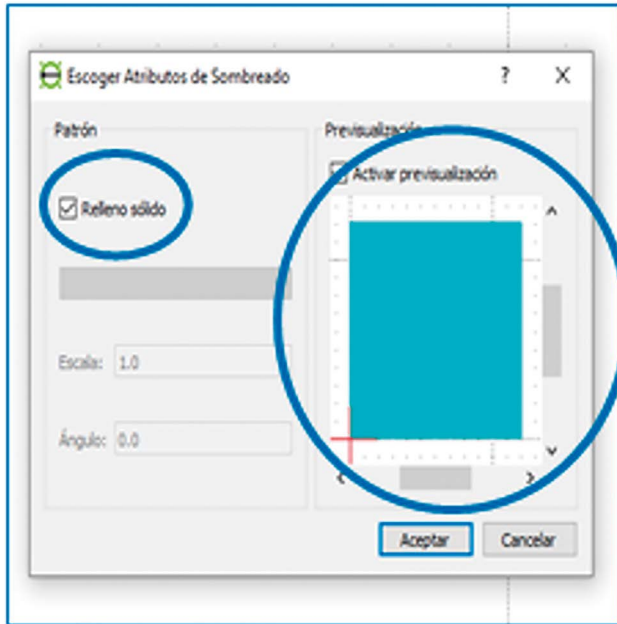 Escoger Atributos de Sombreado ? X
Patrón
Relleno sólido
Escala: 1.0
Ángulo: 0.0
Previsualización
Activar previsualización
Aceptar
Cancelar